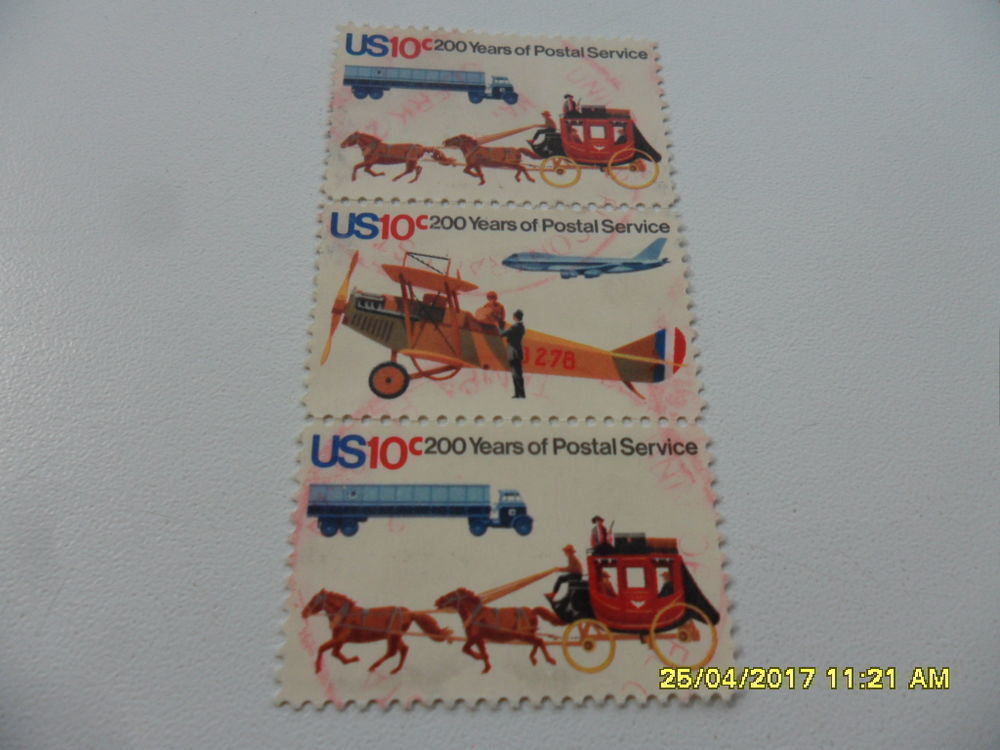 US10c 200 Years of Postal Service
US10c 200 Years of Postal Service
278
US10c 200 Years of Postal Service
25/04/2017 11:21 AM